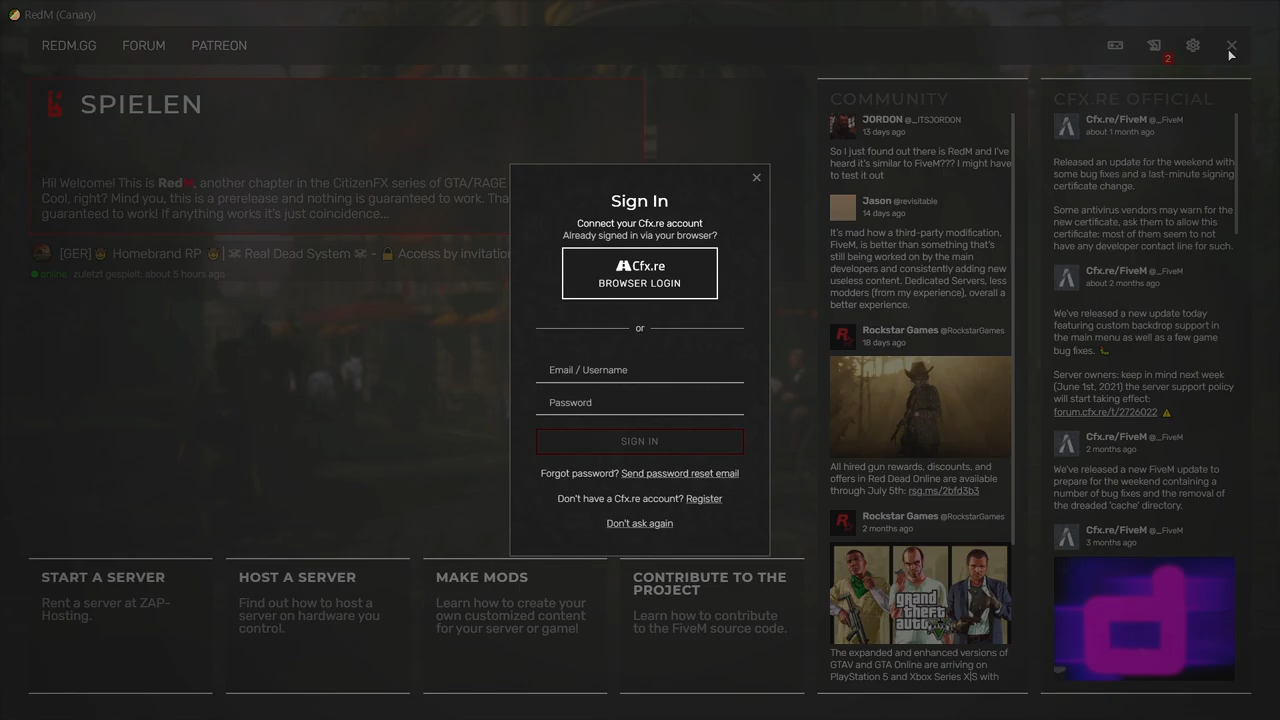 RedM (Canary)
REDM.GG
FORUM
PATREON
2
SPIELEN
Hi! Welcome! This is RedM, another chapter in the CitizenFX series of GTA/RAGE
Cool, right? Mind you, this is a prerelease and nothing is guaranteed to work. Tha
guaranteed to work! If anything works it's just coincidence...
[GER] Homebrand RP | Real Dead System - Access by invitation
online zuletzt gespielt: about 5 hours ago
Sign In
Connect your Cfx.re account
Already signed in via your browser?
Cfx.re
BROWSER LOGIN
or
Email / Username
Password
SIGN IN
Forgot password? Send password reset email
Don't have a Cfx.re account? Register
Don't ask again
START A SERVER
Rent a server at ZAP-
Hosting.
HOST A SERVER
Find out how to host a
server on hardware you
control.
MAKE MODS
Learn how to create your
own customized content
for your server or game!
CONTRIBUTE TO THE
PROJECT
Learn how to contribute
to the FiveM source code.
COMMUNITY
JORDON @_ITSJORDON
13 days ago
So I just found out there is RedM and I've
heard it's similar to FiveM??? I might have
to test it out
Jason @revisitable
14 days ago
It's mad how a third-party modification,
FiveM, is better than something that's
still being worked on by the main
developers and consistently adding new
useless content. Dedicated Servers, less
modders (from my experience), overall a
better experience.
Rockstar Games @RockstarGames
18 days ago
All hired gun rewards, discounts, and
offers in Red Dead Online are available
through July 5th: rsg.ms/2bfd3b3
Rockstar Games @RockstarGames
2 months ago
grand
theft
auto
V
The expanded and enhanced versions of
GTAV and GTA Online are arriving on
PlayStation 5 and Xbox Series X|S with
CFX.RE OFFICIAL
Cfx.re/FiveM @_FiveM
about 1 month ago
Released an update for the weekend with
some bug fixes and a last-minute signing
certificate change.
Some antivirus vendors may warn for the
new certificate, ask them to allow this
certificate: most of them seem to not
have any developer contact line for such.
Cfx.re/FiveM @_FiveM
about 2 months ago
We've released a new update today
featuring custom backdrop support in
the main menu as well as a few game
bug fixes. 🐛
Server owners: keep in mind next week
(June 1st, 2021) the server support policy
will start taking effect:
forum.cfx.re/t/2726022 ⚠️
Cfx.re/FiveM @_FiveM
2 months ago
We've released a new FiveM update to
prepare for the weekend containing a
number of bug fixes and the removal of
the dreaded 'cache' directory.
Cfx.re/FiveM @_FiveM
3 months ago